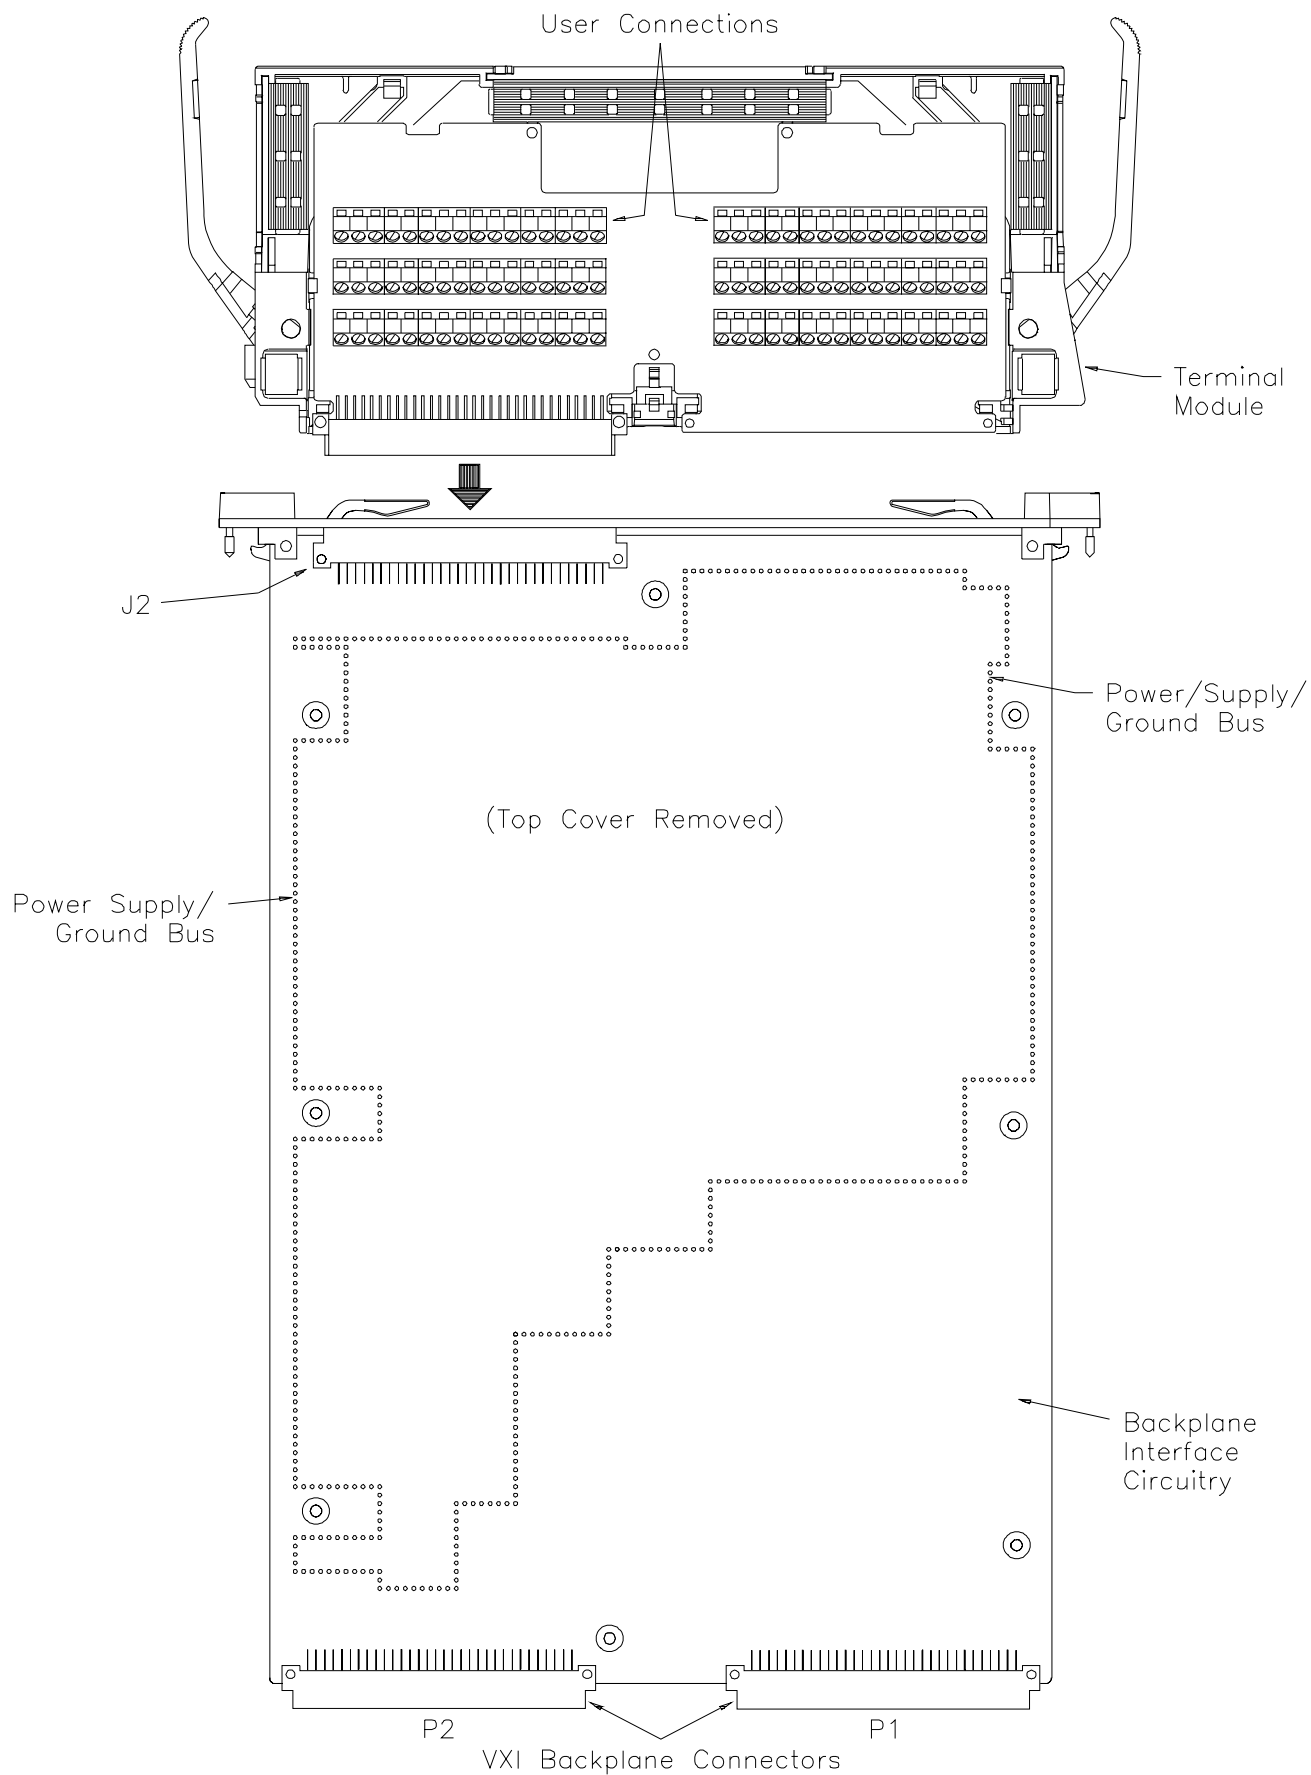 User Connections
Terminal
Module
J2
Power/Supply/
Ground Bus
(Top Cover Removed)
Power Supply/
Ground Bus
Backplane
Interface
Circuitry
P2
P1
VXI Backplane Connectors